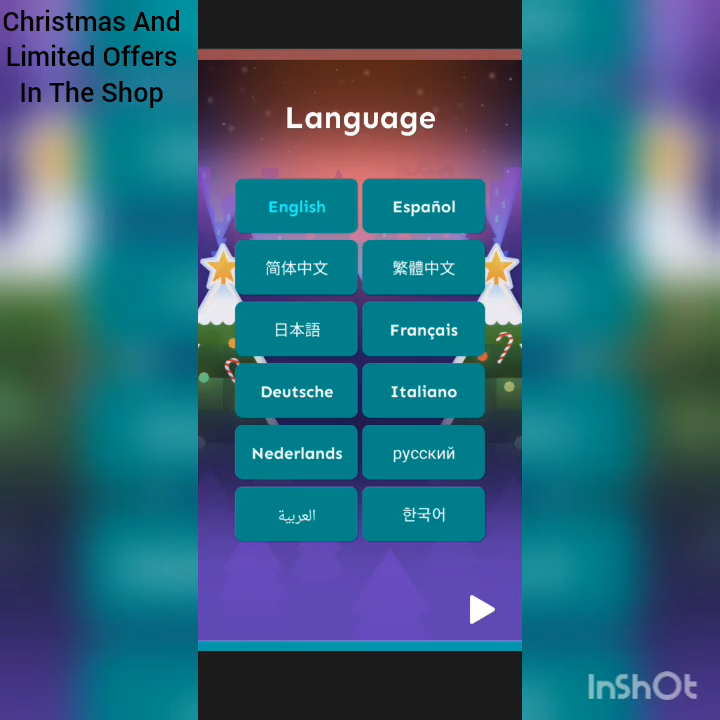 Christmas And
Limited Offers
In The Shop
Language
English
Español
简体中文
繁體中文
日本語
Français
Deutsche
Italiano
Nederlands
русский
العربية
한국어
InShOt